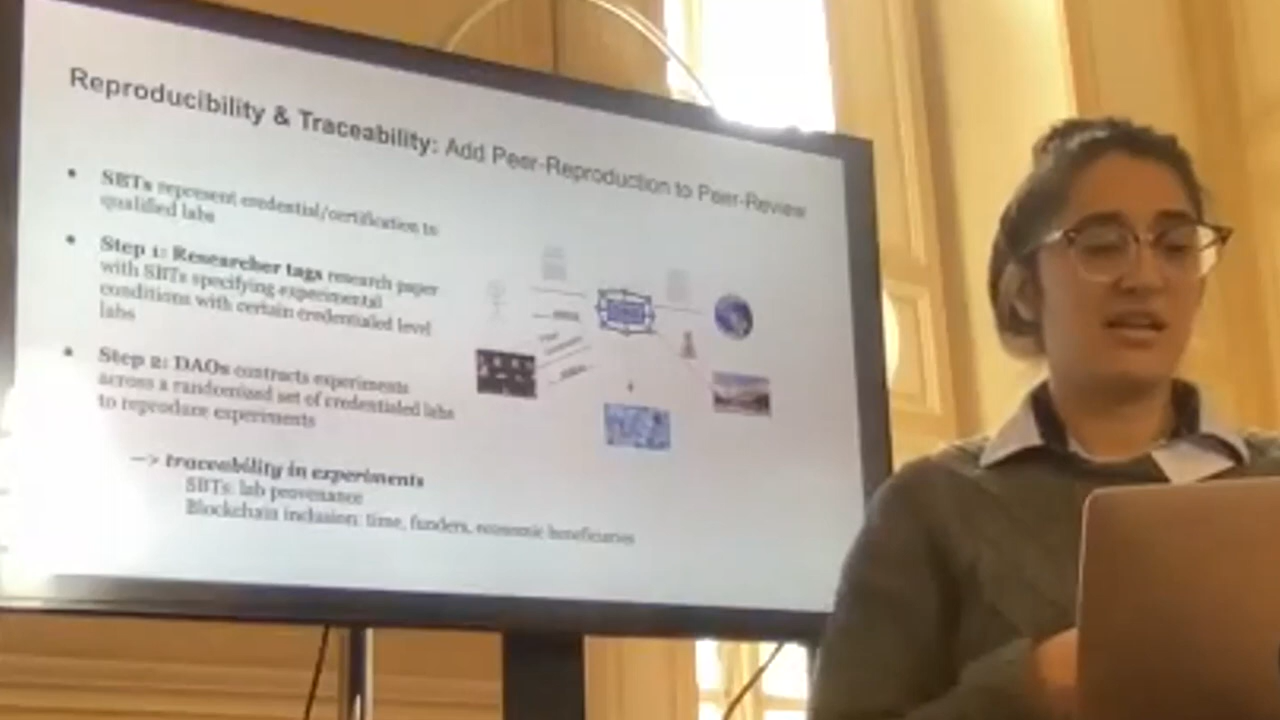 Reproducibility & Traceability: Add Peer-Reproduction to Peer-Review
SBTs represent credential/certification to
qualified labs
Step 1: Researcher tags research paper
with SBTs specifying experimental
conditions with certain credentialed level
labs
Step 2: DAOs contracts experiments
across a randomized set of credentialed labs
to reproduce experiments
--> traceability in experiments
SBTs: lab provenance
Blockchain inclusion: time, funders, economic beneficiaries